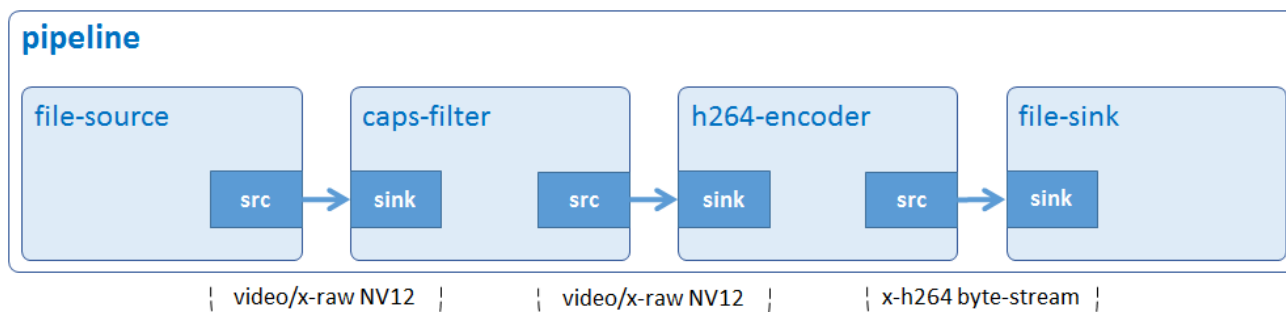 pipeline
file-source caps-filter h264-encoder file-sink
src sink src sink src sink
video/x-raw NV12 video/x-raw NV12 x-h264 byte-stream